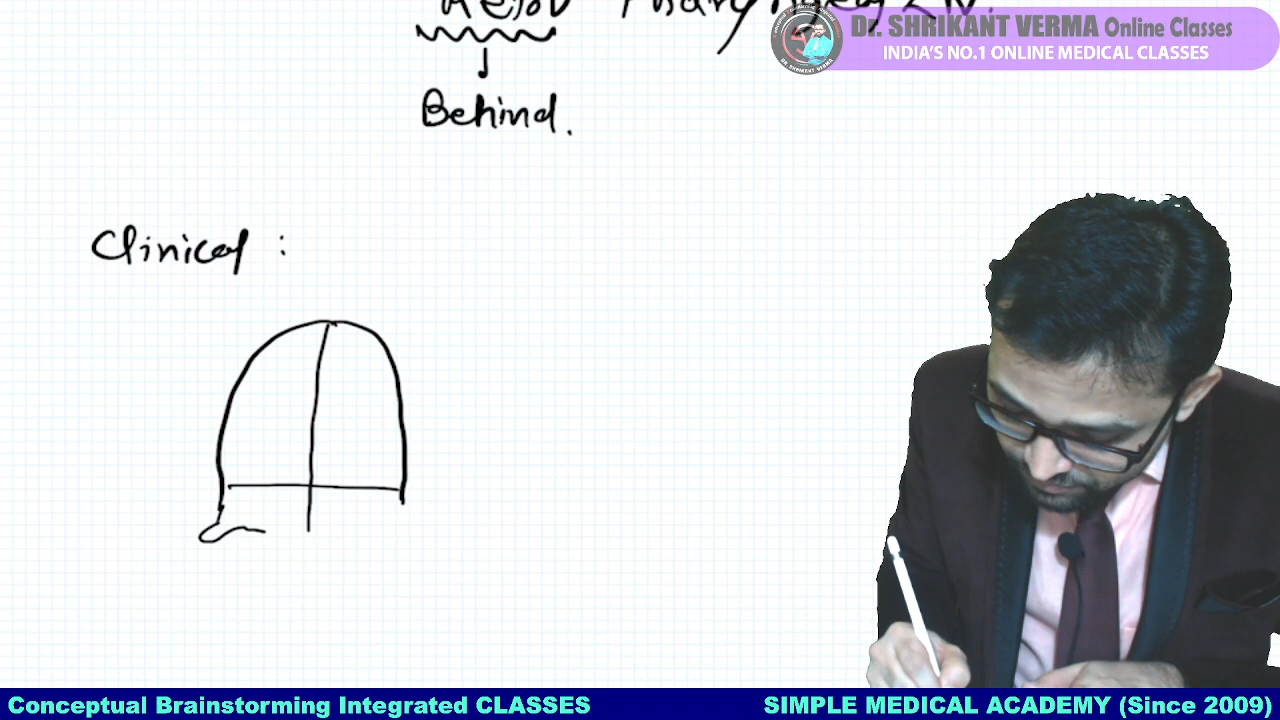 DR. SHRIKANT VERMA Online Classes
INDIA'S NO.1 ONLINE MEDICAL CLASSES
Behind.
Clinical :
Conceptual Brainstorming Integrated CLASSES
SIMPLE MEDICAL ACADEMY (Since 2009)